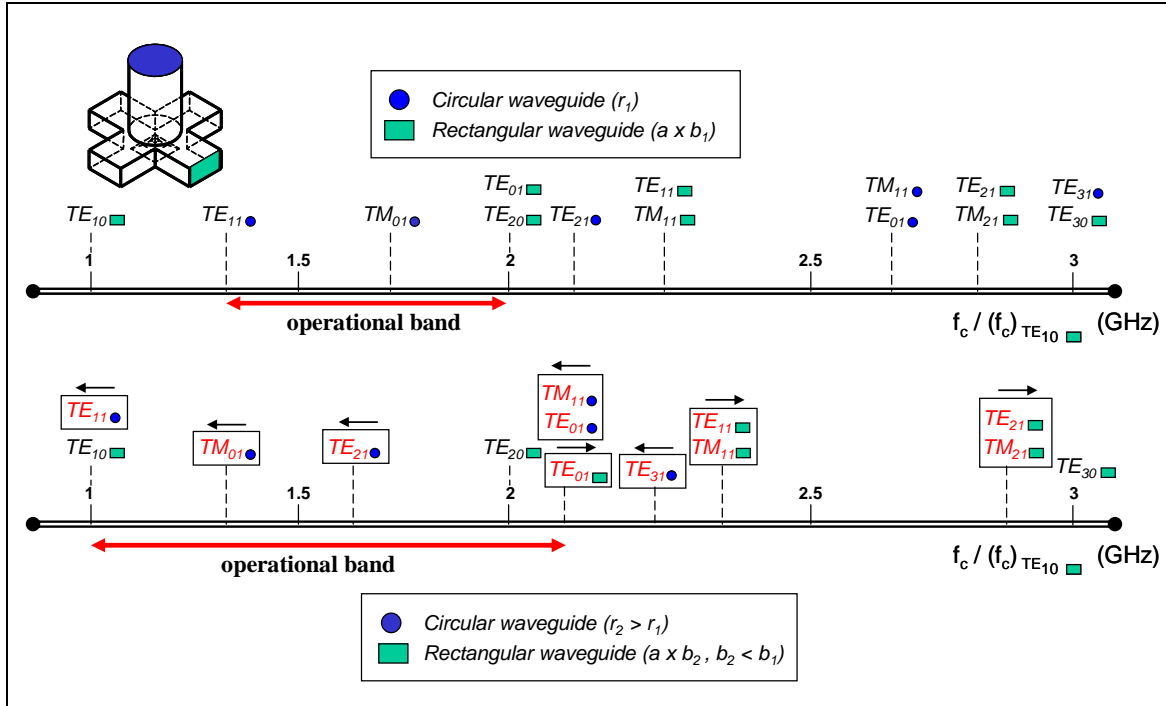 Circular waveguide (r1)
Rectangular waveguide (a x b1)
TE01 TE11 TM11 TE21 TE31
TE10 TE11 TM01 TE20 TE21 TM11 TE01 TM21 TE30
1 1.5 2 2.5 3
operational band
fc / (fc) TE10 (GHz)
TM11
TE11 TE01 TE11 TE21
TE10 TM01 TE21 TE20 TM11 TM21
TE01 TE31 TE30
1 1.5 2 2.5 3
operational band
fc / (fc) TE10 (GHz)
Circular waveguide (r2 > r1)
Rectangular waveguide (a x b2 , b2 < b1)